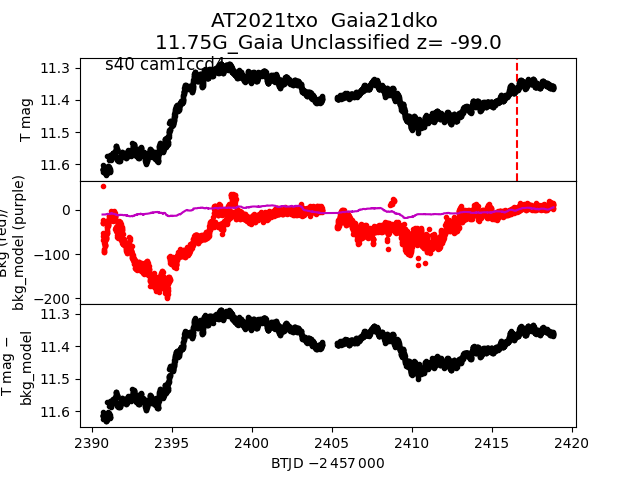 AT2021txo  Gaia21dko
11.75G_Gaia Unclassified z= -99.0
s40 cam1ccd4
11.3
11.4
11.5
11.6
T mag
0
−100
−200
Bkg (red)/
bkg_model (purple)
11.3
11.4
11.5
11.6
T mag −
bkg_model
2390 2395 2400 2405 2410 2415 2420
BTJD −2 457 000